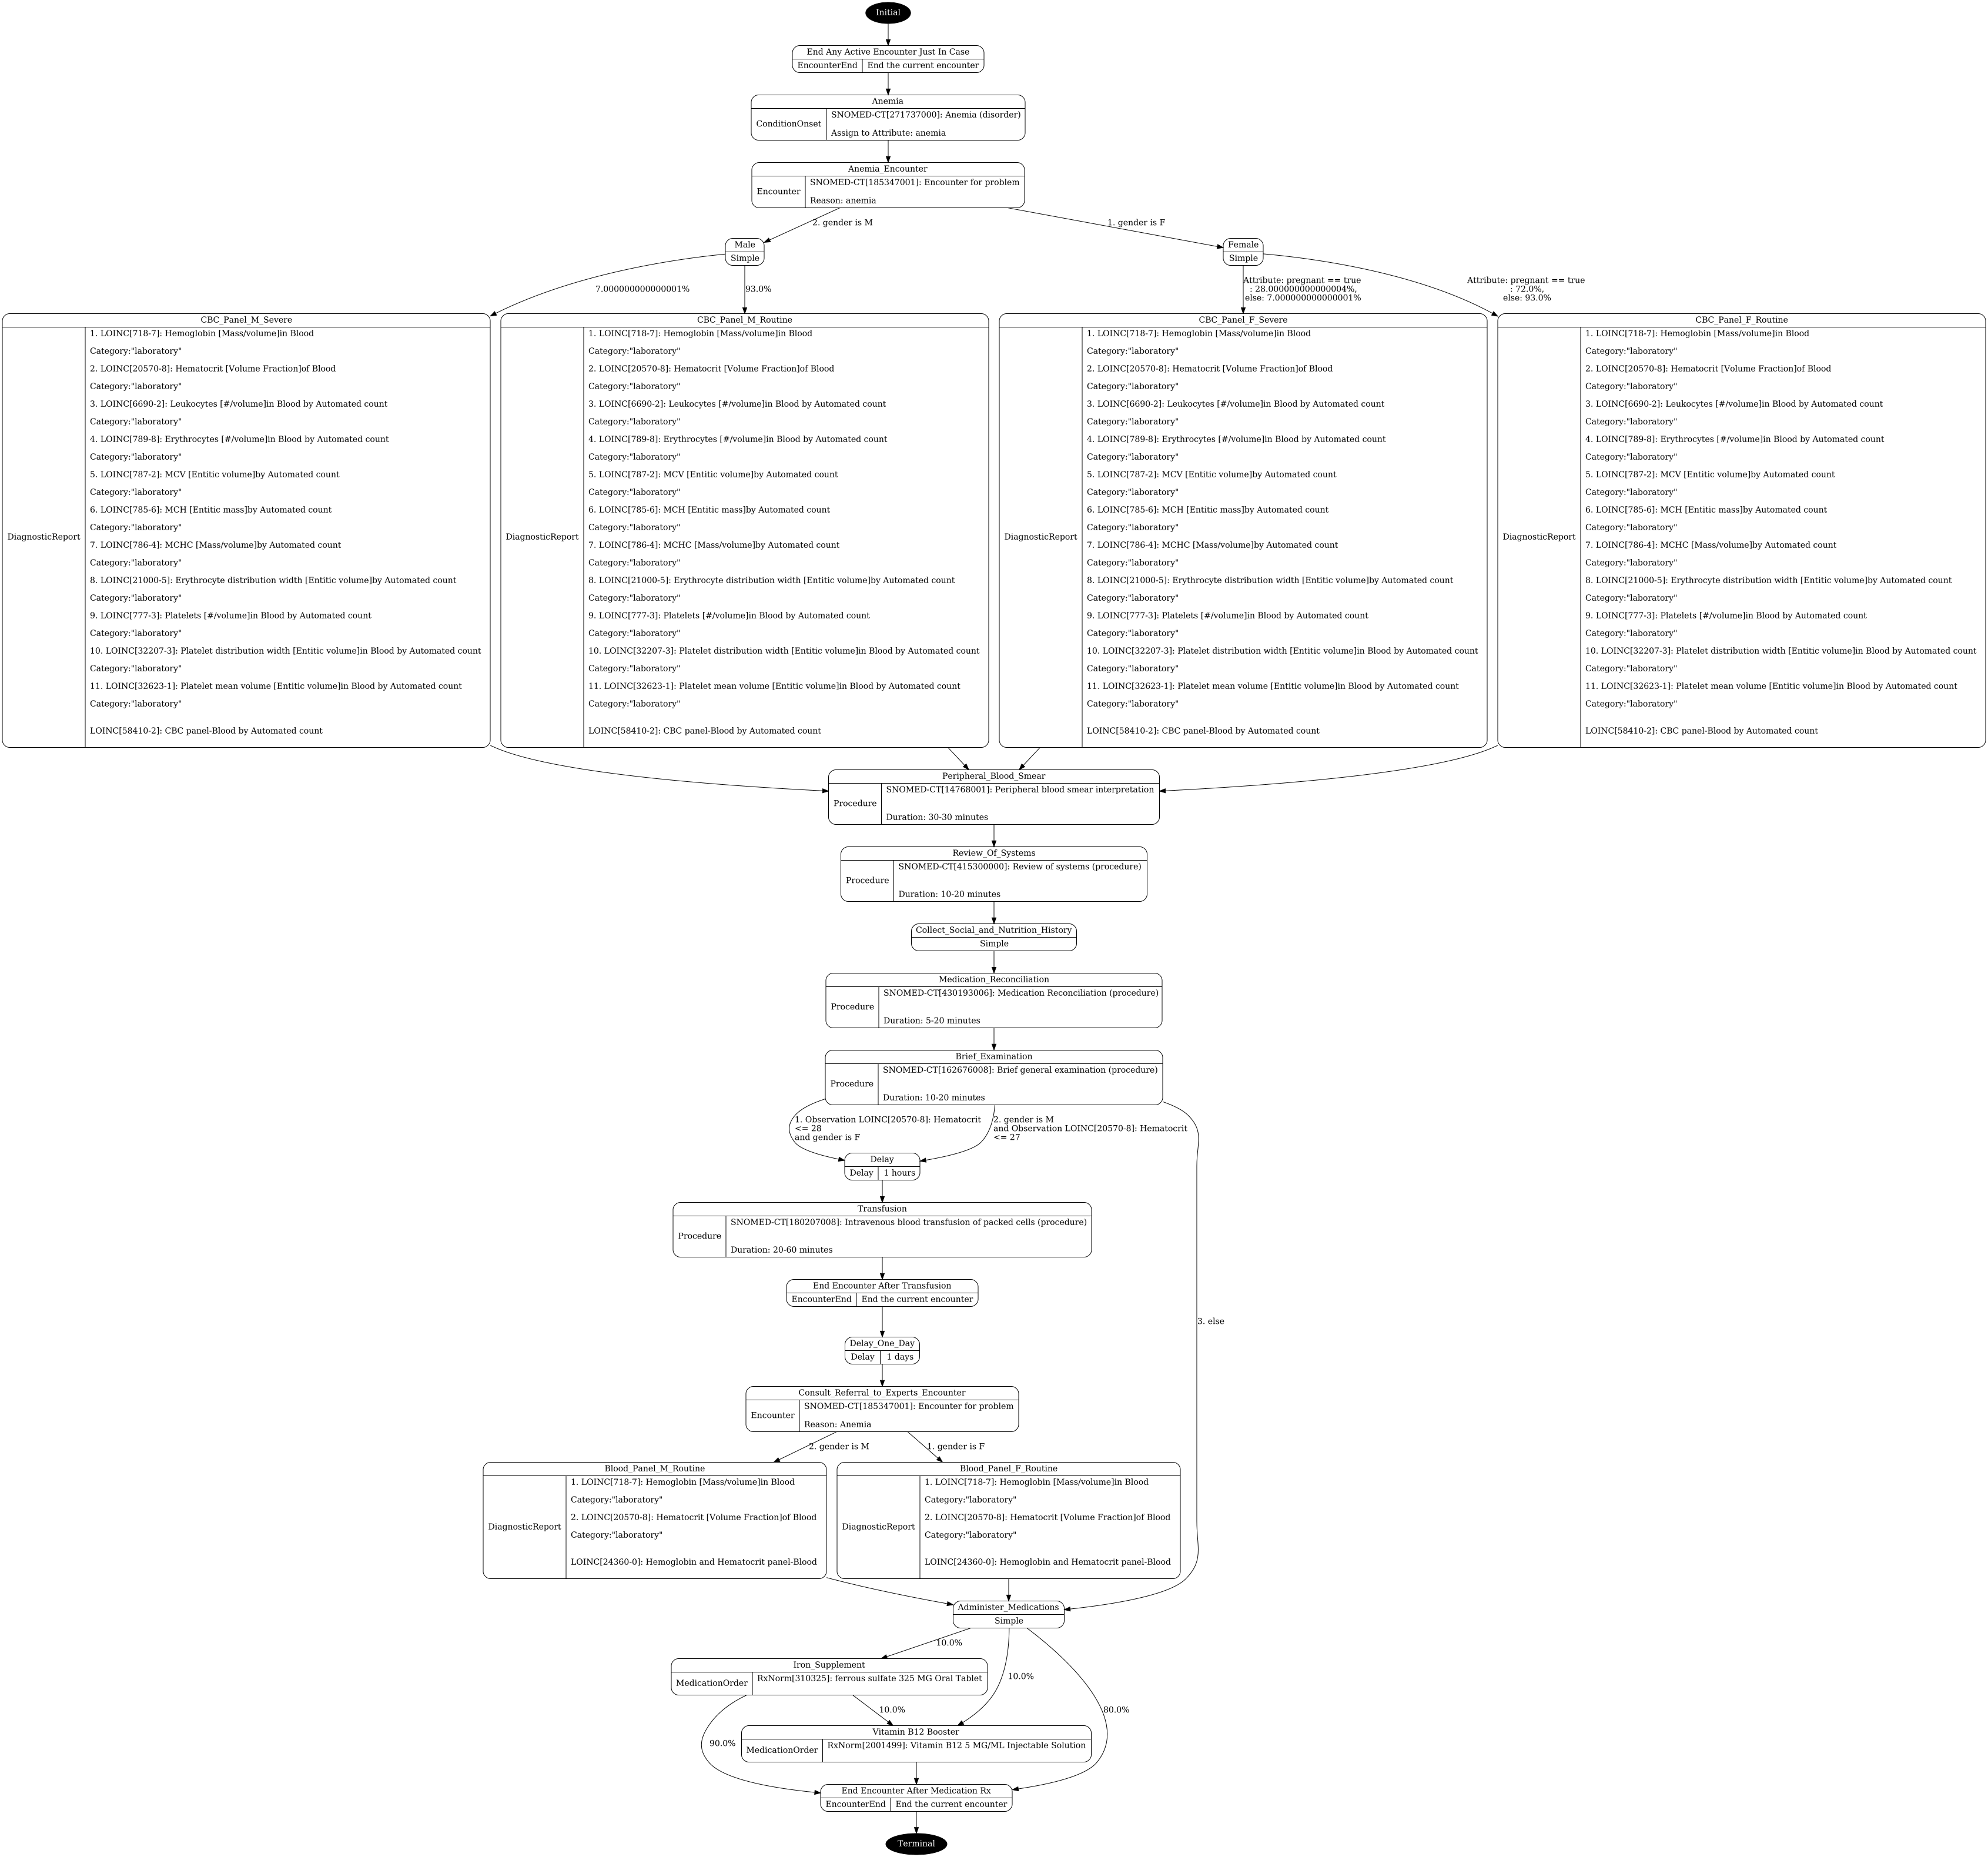 Initial
End Any Active Encounter Just In Case
EncounterEnd
End the current encounter
Anemia
ConditionOnset
SNOMED-CT[271737000]: Anemia (disorder)
Assign to Attribute: anemia
Anemia_Encounter
Encounter
SNOMED-CT[185347001]: Encounter for problem
Reason: anemia
2. gender is M
1. gender is F
Male
Simple
Female
Simple
7.000000000000001%
93.0%
Attribute: pregnant == true
: 28.000000000000004%,
else: 7.000000000000001%
Attribute: pregnant == true
: 72.0%,
else: 93.0%
CBC_Panel_M_Severe
DiagnosticReport
1. LOINC[718-7]: Hemoglobin [Mass/volume]in Blood
Category:"laboratory"
2. LOINC[20570-8]: Hematocrit [Volume Fraction]of Blood
Category:"laboratory"
3. LOINC[6690-2]: Leukocytes [#/volume]in Blood by Automated count
Category:"laboratory"
4. LOINC[789-8]: Erythrocytes [#/volume]in Blood by Automated count
Category:"laboratory"
5. LOINC[787-2]: MCV [Entitic volume]by Automated count
Category:"laboratory"
6. LOINC[785-6]: MCH [Entitic mass]by Automated count
Category:"laboratory"
7. LOINC[786-4]: MCHC [Mass/volume]by Automated count
Category:"laboratory"
8. LOINC[21000-5]: Erythrocyte distribution width [Entitic volume]by Automated count
Category:"laboratory"
9. LOINC[777-3]: Platelets [#/volume]in Blood by Automated count
Category:"laboratory"
10. LOINC[32207-3]: Platelet distribution width [Entitic volume]in Blood by Automated count
Category:"laboratory"
11. LOINC[32623-1]: Platelet mean volume [Entitic volume]in Blood by Automated count
Category:"laboratory"
LOINC[58410-2]: CBC panel-Blood by Automated count
CBC_Panel_M_Routine
DiagnosticReport
1. LOINC[718-7]: Hemoglobin [Mass/volume]in Blood
Category:"laboratory"
2. LOINC[20570-8]: Hematocrit [Volume Fraction]of Blood
Category:"laboratory"
3. LOINC[6690-2]: Leukocytes [#/volume]in Blood by Automated count
Category:"laboratory"
4. LOINC[789-8]: Erythrocytes [#/volume]in Blood by Automated count
Category:"laboratory"
5. LOINC[787-2]: MCV [Entitic volume]by Automated count
Category:"laboratory"
6. LOINC[785-6]: MCH [Entitic mass]by Automated count
Category:"laboratory"
7. LOINC[786-4]: MCHC [Mass/volume]by Automated count
Category:"laboratory"
8. LOINC[21000-5]: Erythrocyte distribution width [Entitic volume]by Automated count
Category:"laboratory"
9. LOINC[777-3]: Platelets [#/volume]in Blood by Automated count
Category:"laboratory"
10. LOINC[32207-3]: Platelet distribution width [Entitic volume]in Blood by Automated count
Category:"laboratory"
11. LOINC[32623-1]: Platelet mean volume [Entitic volume]in Blood by Automated count
Category:"laboratory"
LOINC[58410-2]: CBC panel-Blood by Automated count
CBC_Panel_F_Severe
DiagnosticReport
1. LOINC[718-7]: Hemoglobin [Mass/volume]in Blood
Category:"laboratory"
2. LOINC[20570-8]: Hematocrit [Volume Fraction]of Blood
Category:"laboratory"
3. LOINC[6690-2]: Leukocytes [#/volume]in Blood by Automated count
Category:"laboratory"
4. LOINC[789-8]: Erythrocytes [#/volume]in Blood by Automated count
Category:"laboratory"
5. LOINC[787-2]: MCV [Entitic volume]by Automated count
Category:"laboratory"
6. LOINC[785-6]: MCH [Entitic mass]by Automated count
Category:"laboratory"
7. LOINC[786-4]: MCHC [Mass/volume]by Automated count
Category:"laboratory"
8. LOINC[21000-5]: Erythrocyte distribution width [Entitic volume]by Automated count
Category:"laboratory"
9. LOINC[777-3]: Platelets [#/volume]in Blood by Automated count
Category:"laboratory"
10. LOINC[32207-3]: Platelet distribution width [Entitic volume]in Blood by Automated count
Category:"laboratory"
11. LOINC[32623-1]: Platelet mean volume [Entitic volume]in Blood by Automated count
Category:"laboratory"
LOINC[58410-2]: CBC panel-Blood by Automated count
CBC_Panel_F_Routine
DiagnosticReport
1. LOINC[718-7]: Hemoglobin [Mass/volume]in Blood
Category:"laboratory"
2. LOINC[20570-8]: Hematocrit [Volume Fraction]of Blood
Category:"laboratory"
3. LOINC[6690-2]: Leukocytes [#/volume]in Blood by Automated count
Category:"laboratory"
4. LOINC[789-8]: Erythrocytes [#/volume]in Blood by Automated count
Category:"laboratory"
5. LOINC[787-2]: MCV [Entitic volume]by Automated count
Category:"laboratory"
6. LOINC[785-6]: MCH [Entitic mass]by Automated count
Category:"laboratory"
7. LOINC[786-4]: MCHC [Mass/volume]by Automated count
Category:"laboratory"
8. LOINC[21000-5]: Erythrocyte distribution width [Entitic volume]by Automated count
Category:"laboratory"
9. LOINC[777-3]: Platelets [#/volume]in Blood by Automated count
Category:"laboratory"
10. LOINC[32207-3]: Platelet distribution width [Entitic volume]in Blood by Automated count
Category:"laboratory"
11. LOINC[32623-1]: Platelet mean volume [Entitic volume]in Blood by Automated count
Category:"laboratory"
LOINC[58410-2]: CBC panel-Blood by Automated count
Peripheral_Blood_Smear
Procedure
SNOMED-CT[14768001]: Peripheral blood smear interpretation
Duration: 30-30 minutes
Review_Of_Systems
Procedure
SNOMED-CT[415300000]: Review of systems (procedure)
Duration: 10-20 minutes
Collect_Social_and_Nutrition_History
Simple
Medication_Reconciliation
Procedure
SNOMED-CT[430193006]: Medication Reconciliation (procedure)
Duration: 5-20 minutes
Brief_Examination
Procedure
SNOMED-CT[162676008]: Brief general examination (procedure)
Duration: 10-20 minutes
1. Observation LOINC[20570-8]: Hematocrit
<= 28
and gender is F
2. gender is M
and Observation LOINC[20570-8]: Hematocrit
<= 27
3. else
Delay
Delay
1 hours
Transfusion
Procedure
SNOMED-CT[180207008]: Intravenous blood transfusion of packed cells (procedure)
Duration: 20-60 minutes
End Encounter After Transfusion
EncounterEnd
End the current encounter
Delay_One_Day
Delay
1 days
Consult_Referral_to_Experts_Encounter
Encounter
SNOMED-CT[185347001]: Encounter for problem
Reason: Anemia
2. gender is M
1. gender is F
Blood_Panel_M_Routine
DiagnosticReport
1. LOINC[718-7]: Hemoglobin [Mass/volume]in Blood
Category:"laboratory"
2. LOINC[20570-8]: Hematocrit [Volume Fraction]of Blood
Category:"laboratory"
LOINC[24360-0]: Hemoglobin and Hematocrit panel-Blood
Blood_Panel_F_Routine
DiagnosticReport
1. LOINC[718-7]: Hemoglobin [Mass/volume]in Blood
Category:"laboratory"
2. LOINC[20570-8]: Hematocrit [Volume Fraction]of Blood
Category:"laboratory"
LOINC[24360-0]: Hemoglobin and Hematocrit panel-Blood
Administer_Medications
Simple
10.0%
10.0%
80.0%
Iron_Supplement
MedicationOrder
RxNorm[310325]: ferrous sulfate 325 MG Oral Tablet
10.0%
90.0%
Vitamin B12 Booster
MedicationOrder
RxNorm[2001499]: Vitamin B12 5 MG/ML Injectable Solution
End Encounter After Medication Rx
EncounterEnd
End the current encounter
Terminal